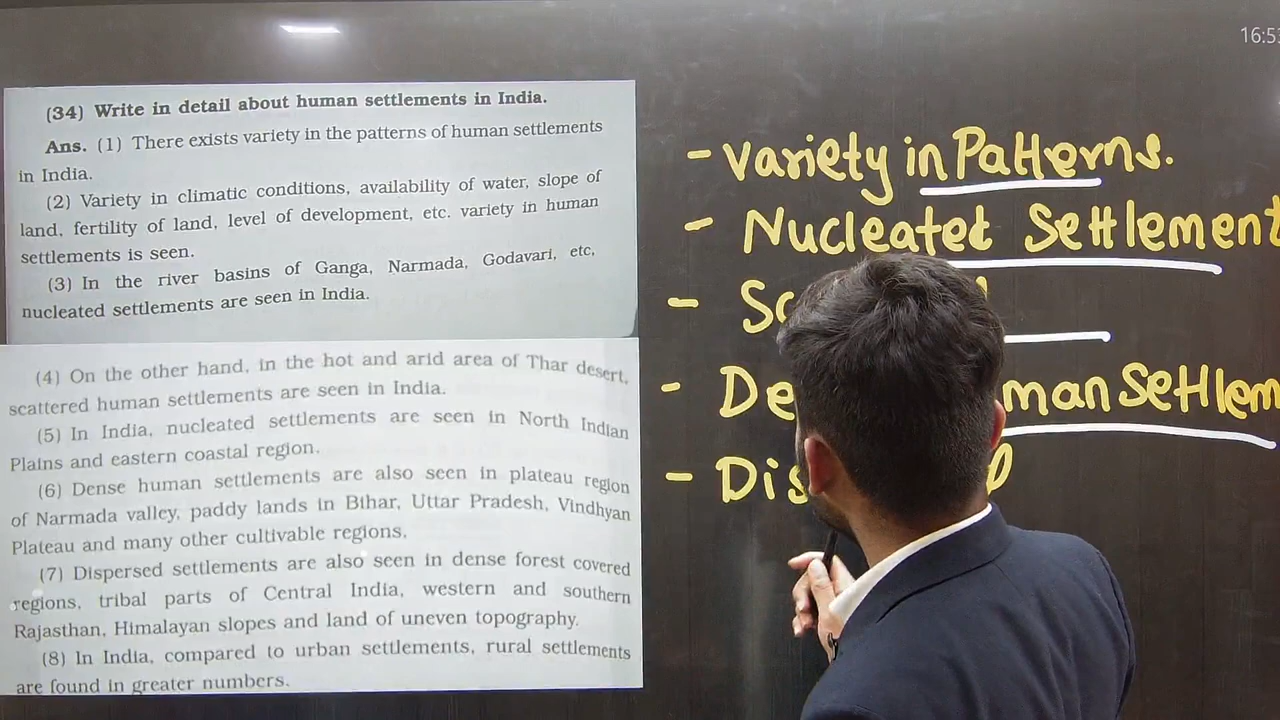 16:53
(34) Write in detail about human settlements in India.
Ans. (1) There exists variety in the patterns of human settlements
in India.
(2) Variety in climatic conditions, availability of water, slope of
land, fertility of land, level of development, etc. variety in human
settlements is seen.
(3) In the river basins of Ganga, Narmada, Godavari, etc,
nucleated settlements are seen in India.
(4) On the other hand, in the hot and arid area of Thar desert,
scattered human settlements are seen in India.
(5) In India, nucleated settlements are seen in North Indian
Plains and eastern coastal region.
(6) Dense human settlements are also seen in plateau region
of Narmada valley, paddy lands in Bihar, Uttar Pradesh, Vindhyan
Plateau and many other cultivable regions.
(7) Dispersed settlements are also seen in dense forest covered
regions, tribal parts of Central India, western and southern
Rajasthan, Himalayan slopes and land of uneven topography.
(8) In India, compared to urban settlements, rural settlements
are found in greater numbers.
- Variety in Patterns.
- Nucleated Settlement
- Sc
- De man Settlem
- Dis